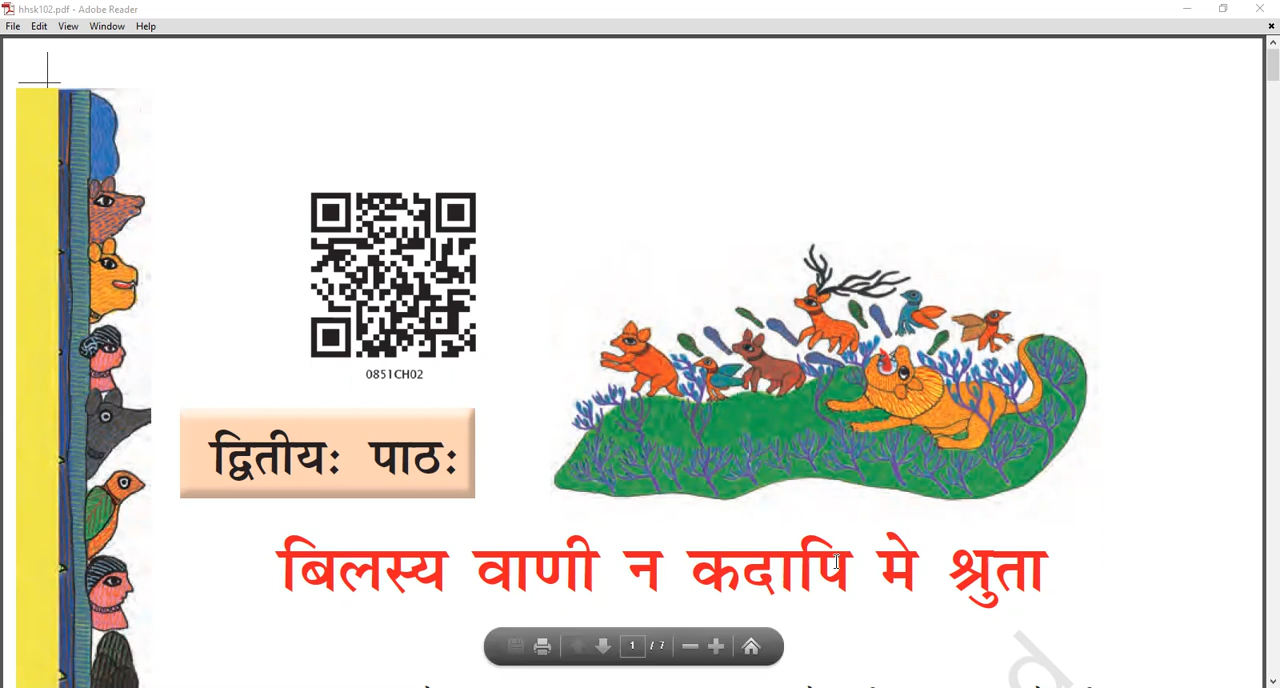 hhsk102.pdf - Adobe Reader
File Edit View Window Help
0851CH02
द्वितीयः पाठः
बिलस्य वाणी न कदापि मे श्रुता
1 / 7